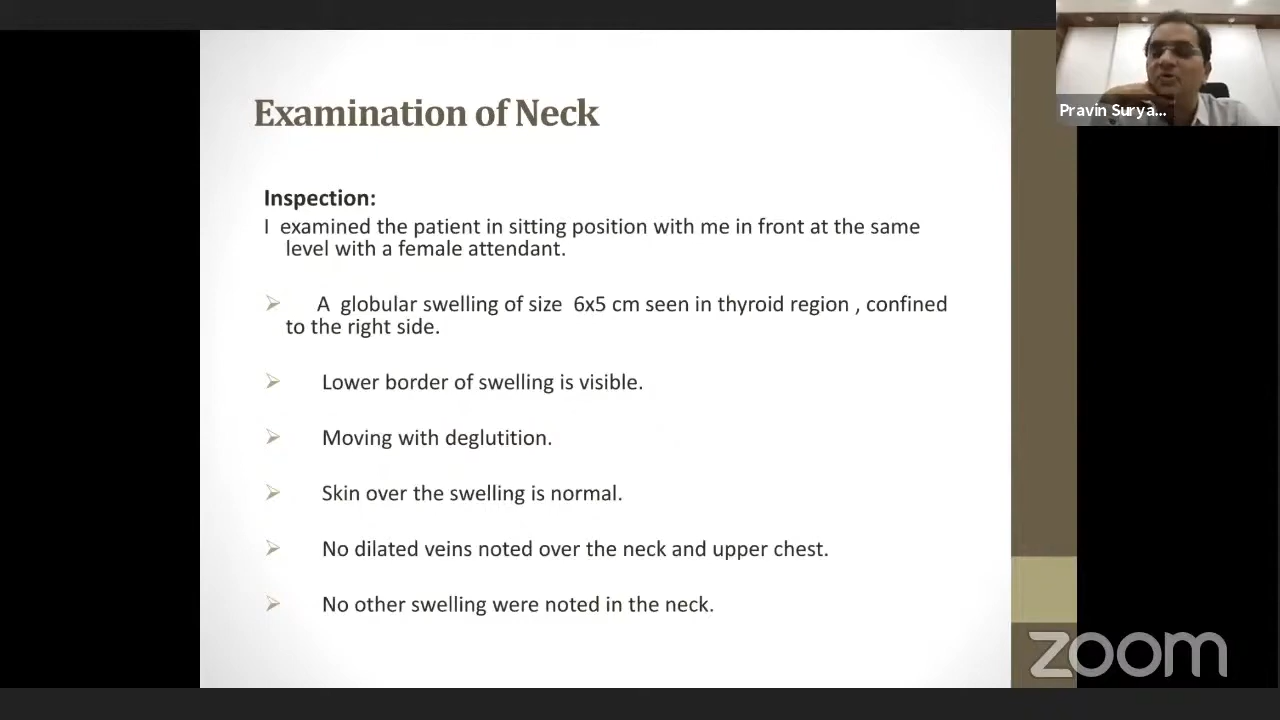 Pravin Surya...
Examination of Neck
Inspection:
I examined the patient in sitting position with me in front at the same
level with a female attendant.
A globular swelling of size 6x5 cm seen in thyroid region , confined
to the right side.
Lower border of swelling is visible.
Moving with deglutition.
Skin over the swelling is normal.
No dilated veins noted over the neck and upper chest.
No other swelling were noted in the neck.
zoom